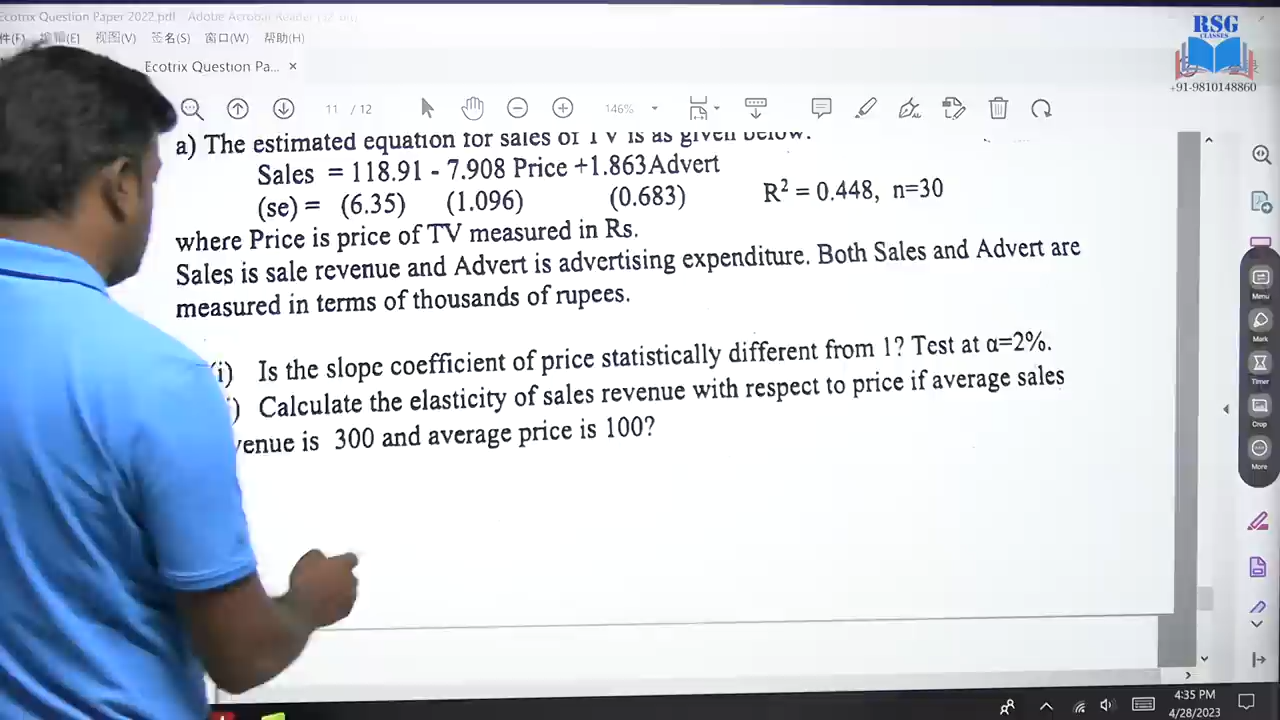 Ecotrix Question Paper 2022.pdf - Adobe Acrobat Reader
件(F) 编辑(E) 视图(V) 签名(S) 窗口(W) 帮助(H)
RSG
CLASSES
+91-9810148860
Ecotrix Question Pa... ×
11 / 12
146%
a) The estimated equation for sales of TV is as given below:
Sales = 118.91 - 7.908 Price +1.863Advert
(se) = (6.35) (1.096) (0.683) R² = 0.448, n=30
where Price is price of TV measured in Rs.
Sales is sale revenue and Advert is advertising expenditure. Both Sales and Advert are
measured in terms of thousands of rupees.
i) Is the slope coefficient of price statistically different from 1? Test at α=2%.
) Calculate the elasticity of sales revenue with respect to price if average sales
venue is 300 and average price is 100?
Menu
Mark
Timer
Crop
More
4:35 PM
4/28/2023